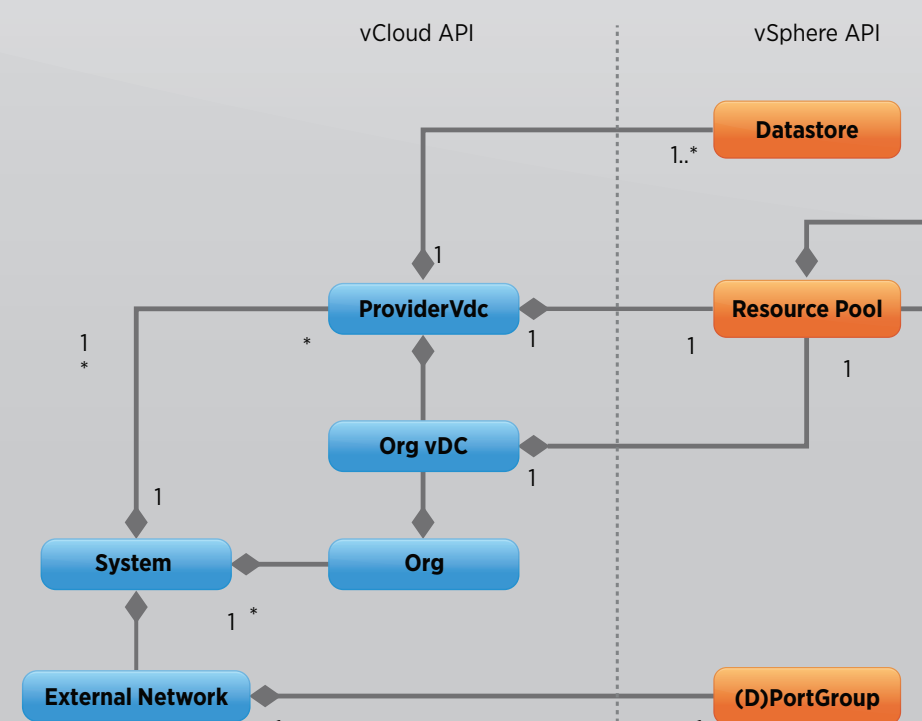 vCloud API
vSphere API
Datastore
1..*
1
ProviderVdc
Resource Pool
1
*
*
1
1
1
Org vDC
1
1
System
Org
1 *
External Network
(D)PortGroup